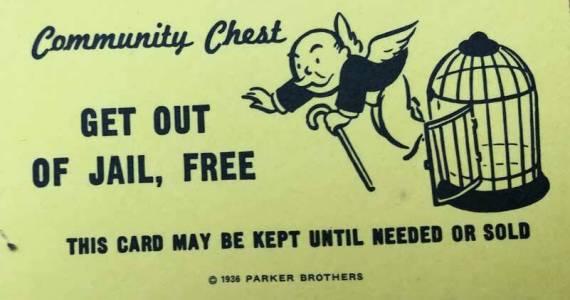 Community Chest
GET OUT
OF JAIL, FREE
THIS CARD MAY BE KEPT UNTIL NEEDED OR SOLD
© 1936 PARKER BROTHERS